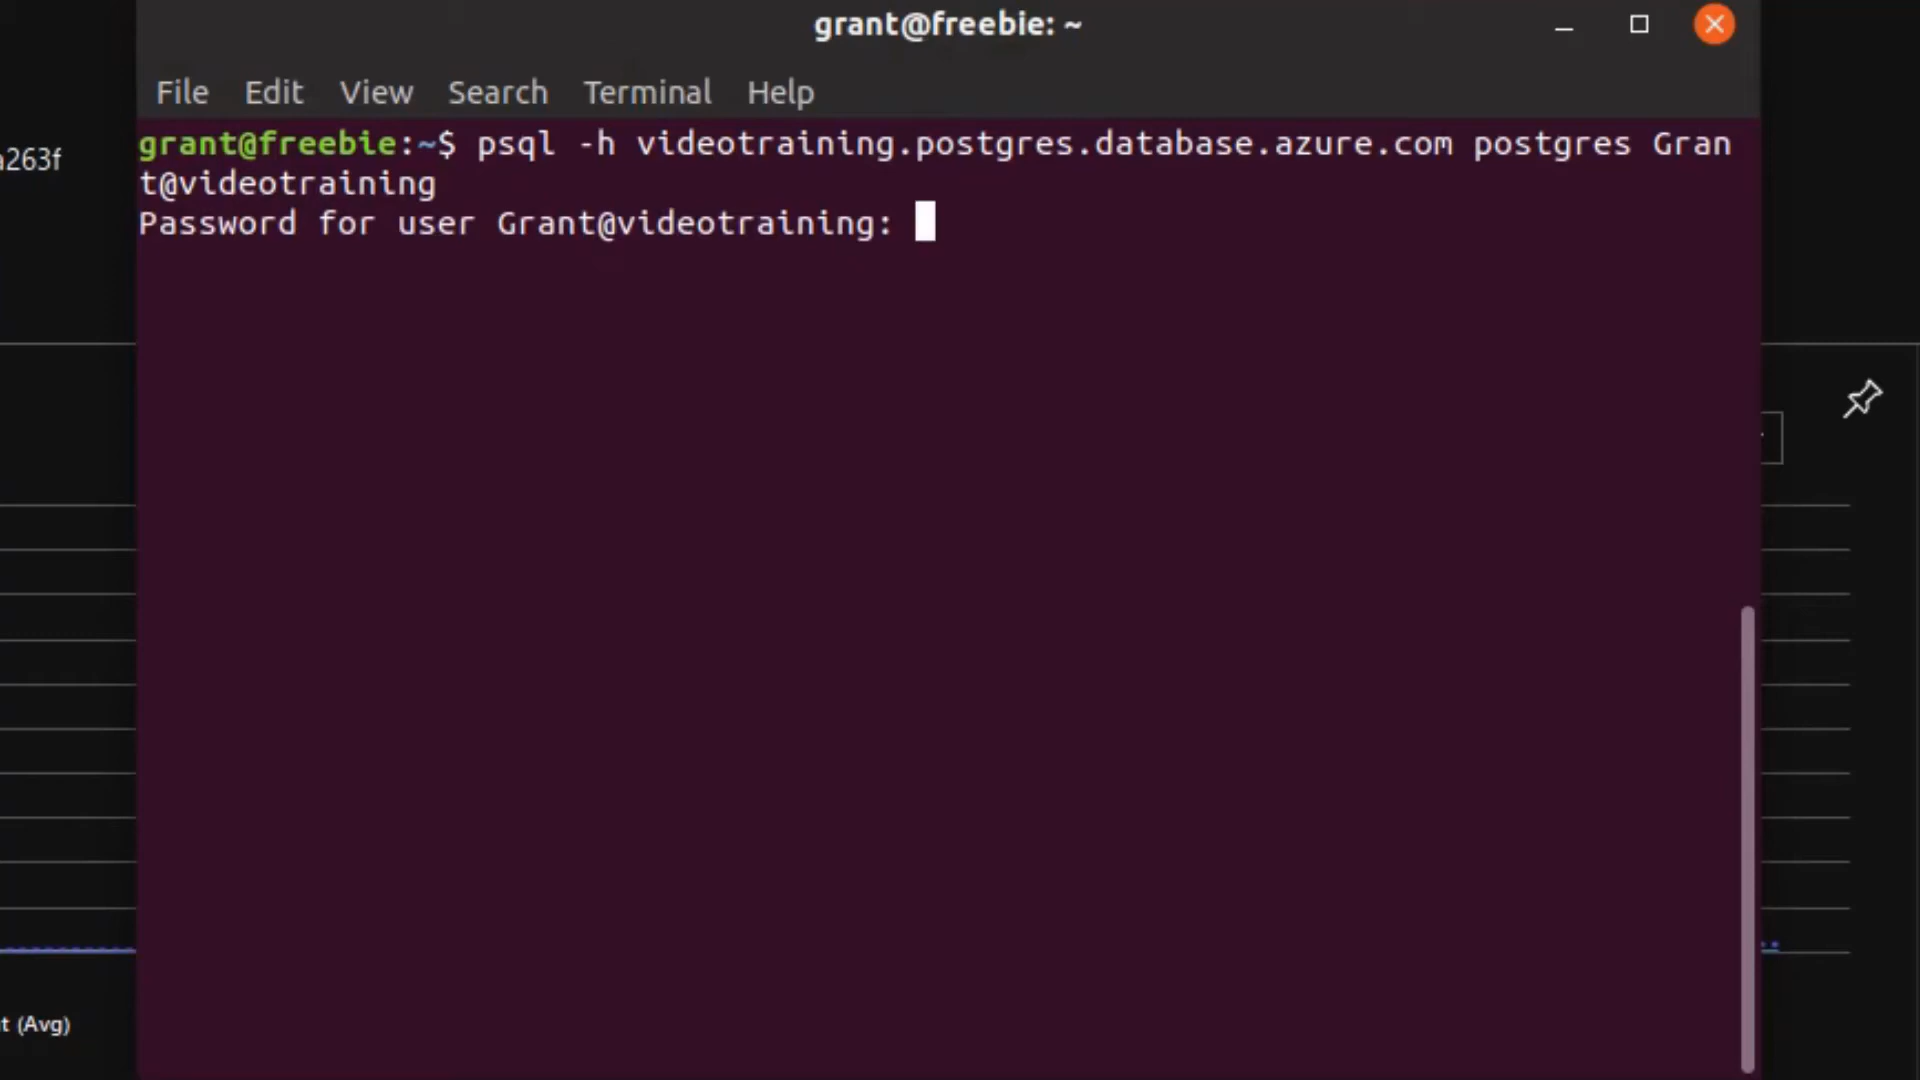 grant@freebie: ~
File Edit View Search Terminal Help
grant@freebie:~$ psql -h videotraining.postgres.database.azure.com postgres Gran
t@videotraining
Password for user Grant@videotraining:
a263f
t (Avg)